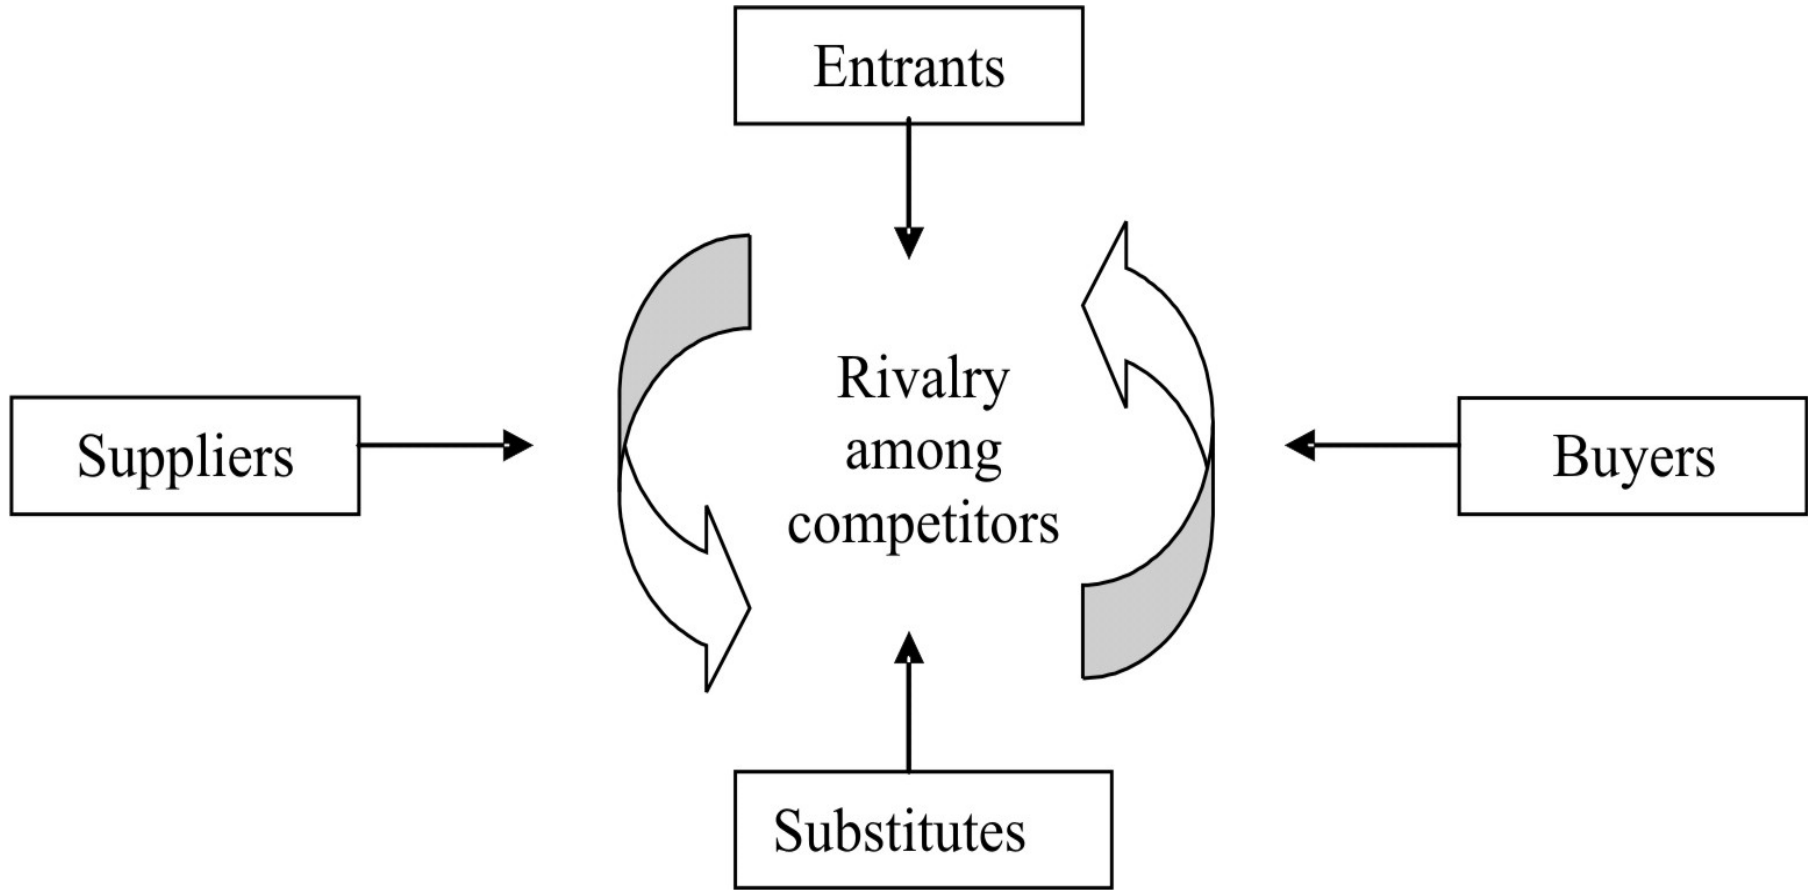 Entrants
Rivalry
among
competitors
Suppliers
Buyers
Substitutes